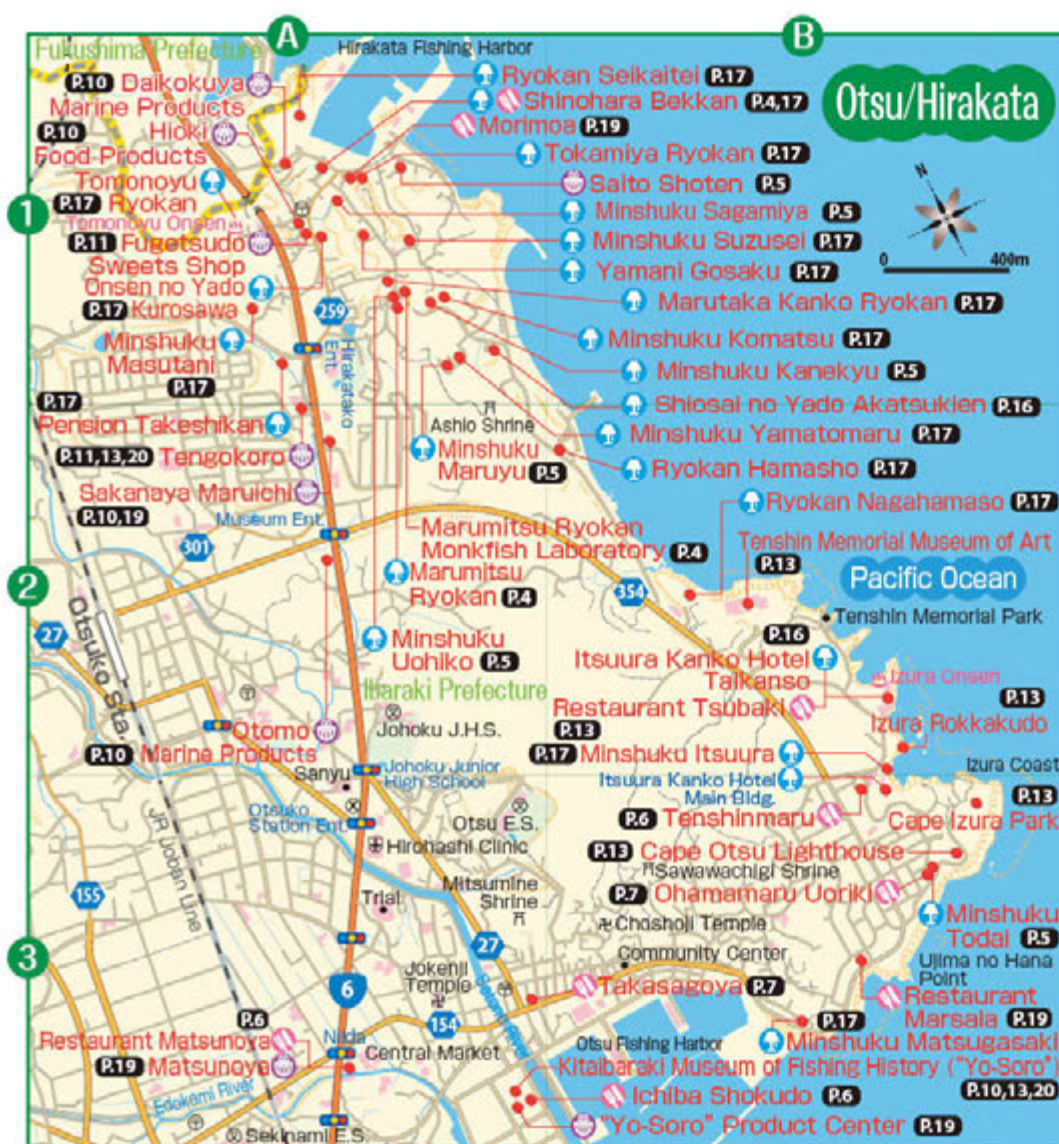 A
B
Fukushima Prefecture
Hirakata Fishing Harbor
Otsu/Hirakata
N
0 400m
P.10 Daikokuya
Marine Products
P.10 Hioki
Food Products
Tomonoyu
P.17 Ryokan
Tomonoyu Onsen
P.11 Fugetsudo
Sweets Shop
Onsen no Yado
P.17 Kurosawa
Minshuku
Masutani
P.17
P.17
Pension Takeshikan
P.11,13,20 Tengokoro
Sakanaya Maruichi
P.10,19
Museum Ent.
Ryokan Seikaitei P.17
Shinohara Bekkan P.4,17
Morimoa P.19
Tokamiya Ryokan P.17
Saito Shoten P.5
Minshuku Sagamiya P.5
Minshuku Suzusei P.17
Yamani Gosaku P.17
Marutaka Kanko Ryokan P.17
Minshuku Komatsu P.17
Minshuku Kanekyu P.5
Shiosai no Yado Akatsukien P.16
Minshuku Yamatomaru P.17
Ryokan Hamasho P.17
Ryokan Nagahamaso P.17
1
259
Hirakatako
Ent.
Ashio Shrine
Minshuku
Maruyu P.5
Marumitsu Ryokan
Monkfish Laboratory P.4
Marumitsu
Ryokan P.4
Minshuku
Uohiko P.5
Ibaraki Prefecture
Tenshin Memorial Museum of Art
P.13
Pacific Ocean
Tenshin Memorial Park
2
301
354
27
Otsuko Sta.
P.16
Itsuura Kanko Hotel
Taikanso
Izura Onsen
Restaurant Tsubaki
P.13
P.13
Izura Rokkakudo
P.17 Minshuku Itsuura
Izura Coast
Itsuura Kanko Hotel
Main Bldg.
P.13
Cape Izura Park
P.6 Tenshinmaru
P.13 Cape Otsu Lighthouse
Sawawachigi Shrine
P.7 Ohamamaru Uoriki
Minshuku
Todai P.5
Otomo
P.10 Marine Products
Johoku J.H.S.
Sanyu
Johoku Junior
High School
Otsuko
Station Ent.
Otsu E.S.
Hirohashi Clinic
JR Joban Line
155
Trial
Mitsumine
Shrine
Choshoji Temple
Community Center
Ujima no Hana
Point
3
27
6
Jokenji
Temple
154
Takasagoya P.7
Restaurant
Marsala P.19
P.17
Minshuku Matsugasaki
Otsu Fishing Harbor
P.6
Restaurant Matsunoya
P.19 Matsunoya
Niida
Central Market
Kitaibaraki Museum of Fishing History ("Yo-Soro")
P.10,13,20
Ichiba Shokudo P.6
"Yo-Soro" Product Center P.19
Edokami River
Sekinami E.S.